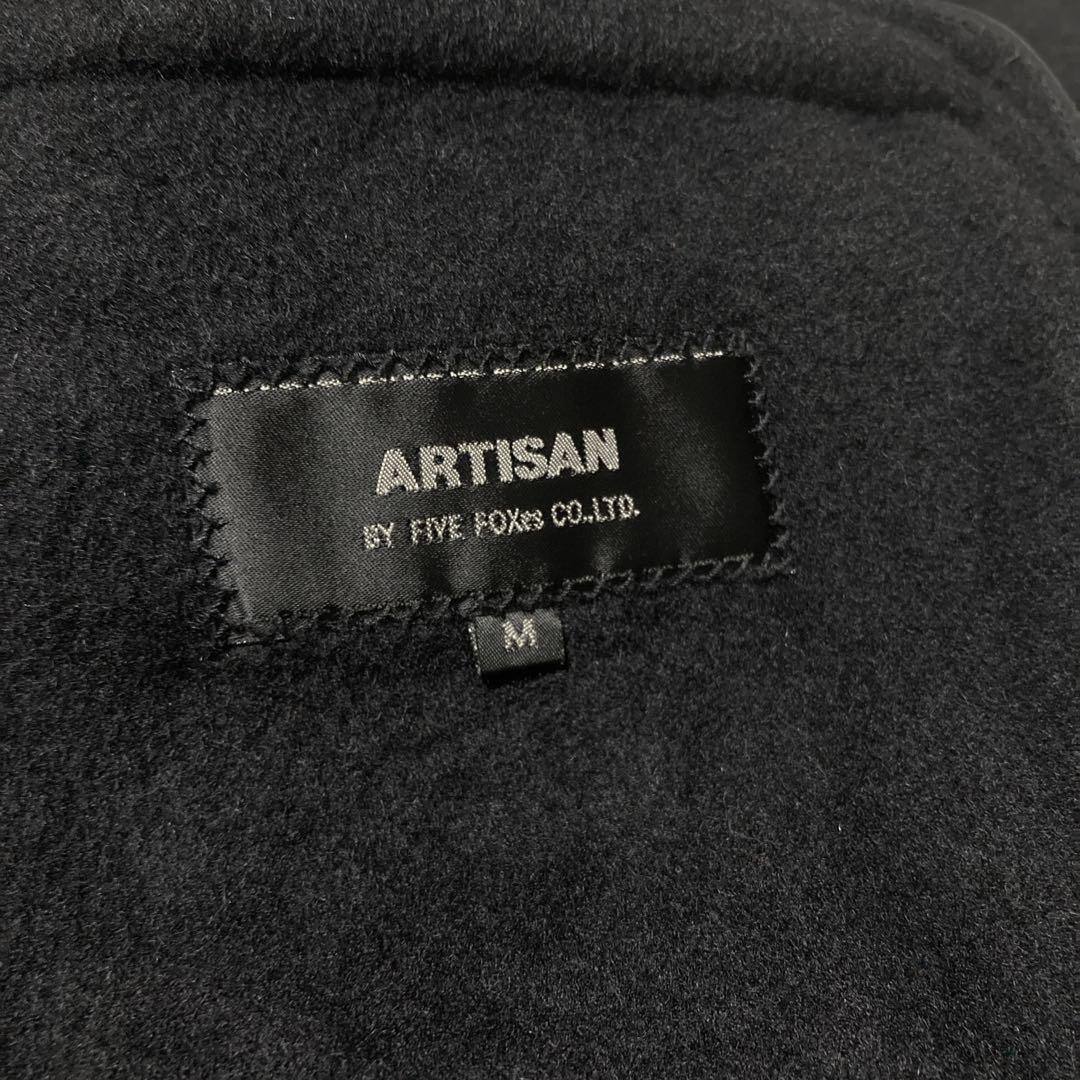 ARTISAN
BY FIVE FOXes CO.,LTD.
M